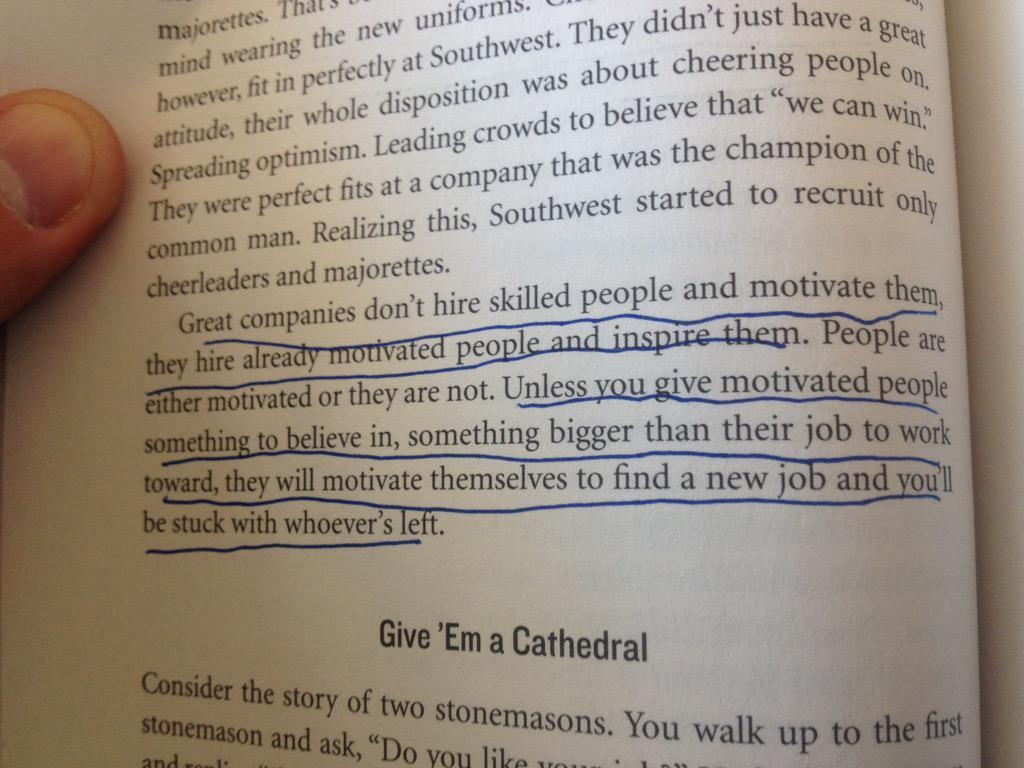 majorettes. That's
mind wearing the new uniforms.
however, fit in perfectly at Southwest. They didn't just have a great
attitude, their whole disposition was about cheering people on.
Spreading optimism. Leading crowds to believe that “we can win.”
They were perfect fits at a company that was the champion of the
common man. Realizing this, Southwest started to recruit only
cheerleaders and majorettes.
Great companies don't hire skilled people and motivate them,
they hire already motivated people and inspire them. People are
either motivated or they are not. Unless you give motivated people
something to believe in, something bigger than their job to work
toward, they will motivate themselves to find a new job and you'll
be stuck with whoever's left.
Give 'Em a Cathedral
Consider the story of two stonemasons. You walk up to the first
stonemason and ask, “Do you like your
and